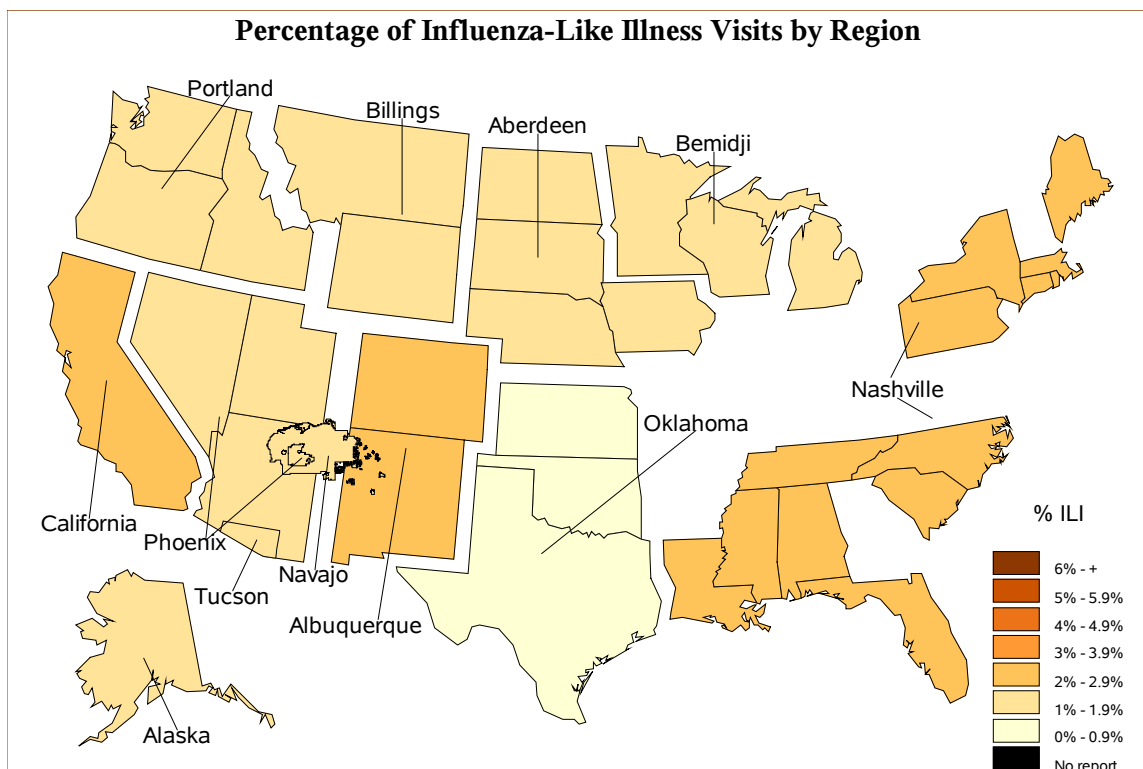 Percentage of Influenza-Like Illness Visits by Region
Portland
Billings
Aberdeen
Bemidji
Nashville
Oklahoma
California
Phoenix
Navajo
Tucson
Albuquerque
Alaska
% ILI
6% - +
5% - 5.9%
4% - 4.9%
3% - 3.9%
2% - 2.9%
1% - 1.9%
0% - 0.9%
No report